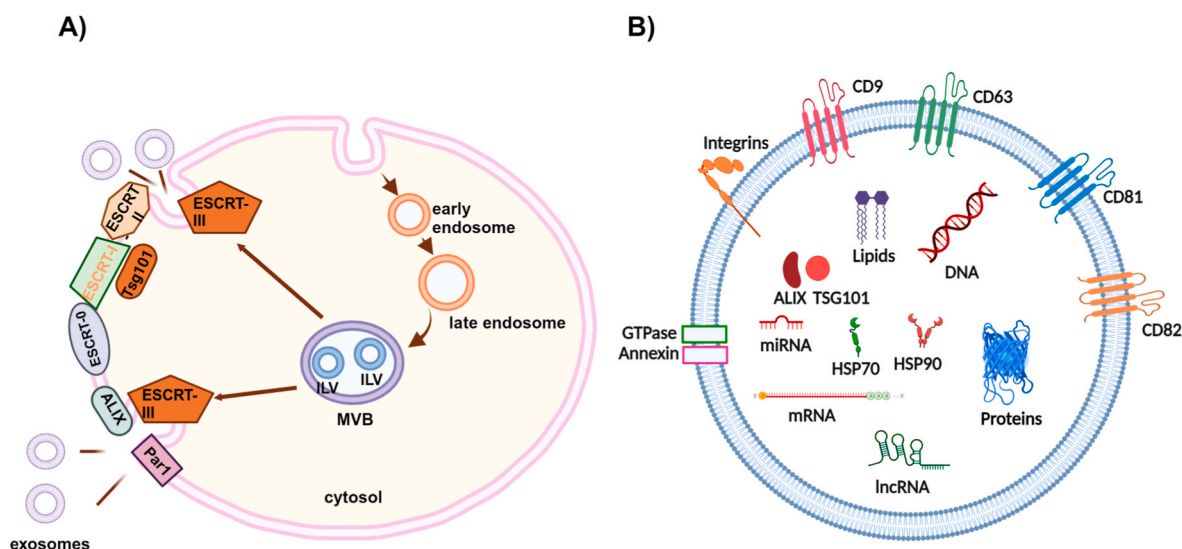 A)
ESCRT
-II
ESCRT-
III
ESCRT-I
Tsg101
ESCRT-0
ALIX
ESCRT-
III
Par1
exosomes
early
endosome
late endosome
ILV
ILV
MVB
cytosol
B)
CD9
CD63
Integrins
CD81
Lipids
DNA
ALIX
TSG101
CD82
GTPase
Annexin
miRNA
HSP70
HSP90
A A A
mRNA
Proteins
lncRNA